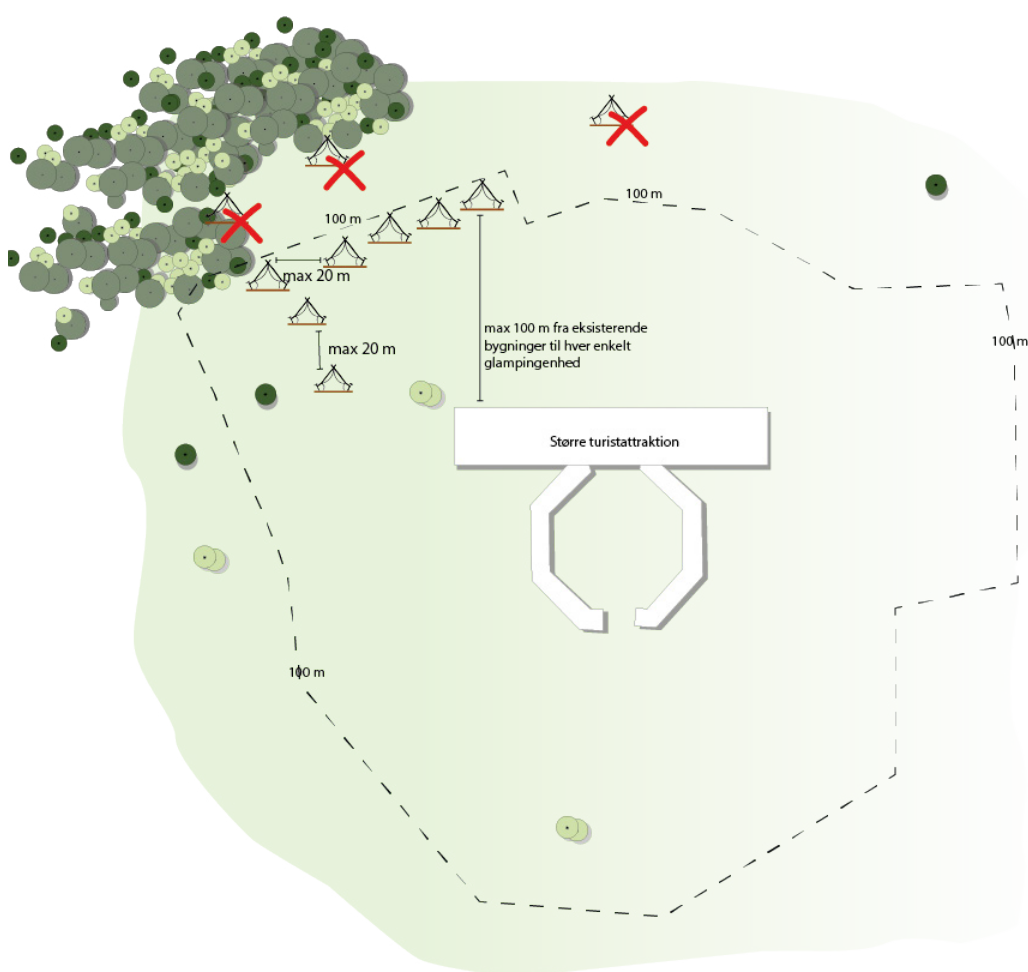 100 m
100 m
max 20 m
max 100 m fra eksisterende
bygninger til hver enkelt
glampingenhed
100 m
max 20 m
Større turistattraktion
100 m